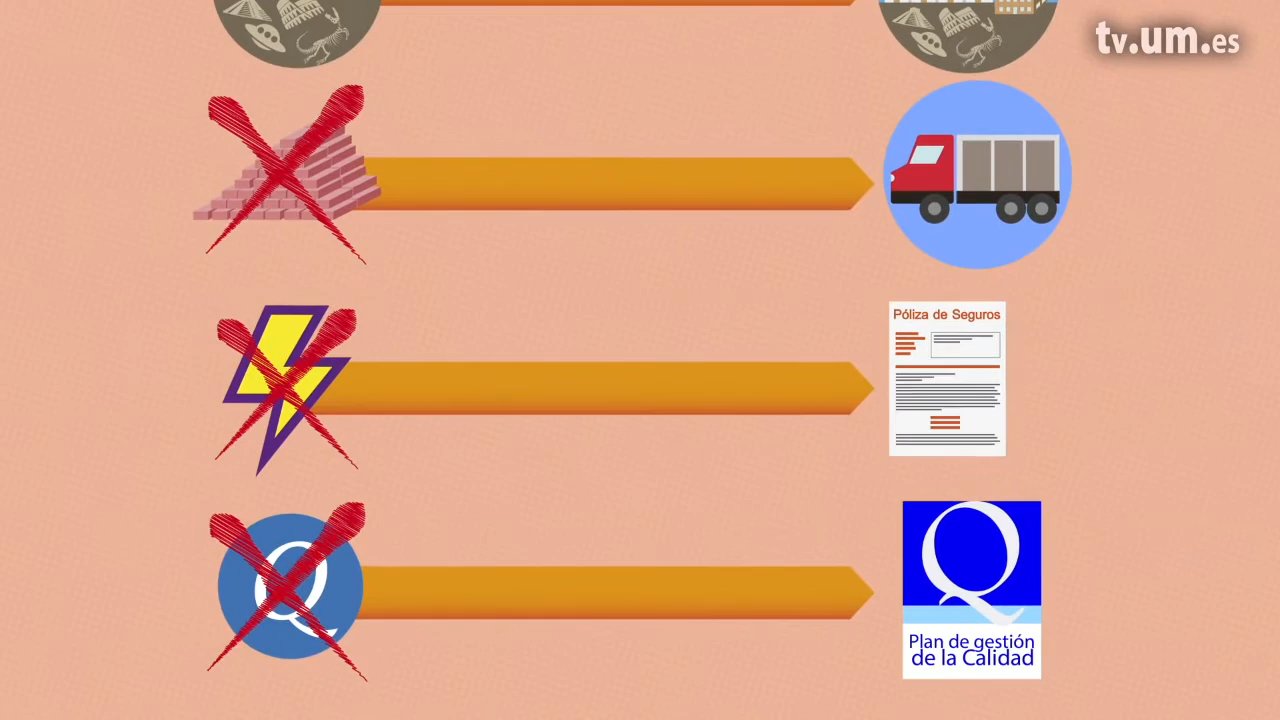 tv.um.es
Póliza de Seguros
Q
Q
Plan de gestión
de la Calidad